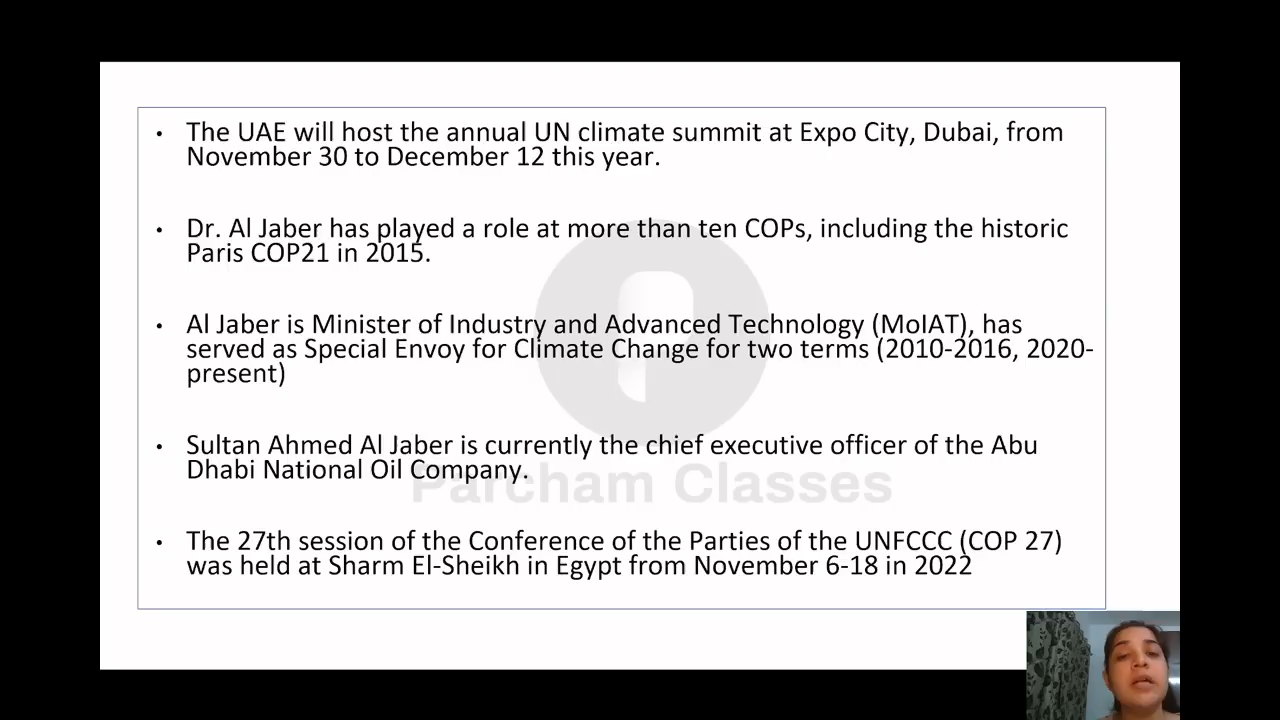 • The UAE will host the annual UN climate summit at Expo City, Dubai, from
November 30 to December 12 this year.
• Dr. Al Jaber has played a role at more than ten COPs, including the historic
Paris COP21 in 2015.
• Al Jaber is Minister of Industry and Advanced Technology (MoIAT), has
served as Special Envoy for Climate Change for two terms (2010-2016, 2020-
present)
• Sultan Ahmed Al Jaber is currently the chief executive officer of the Abu
Dhabi National Oil Company.
Parcham Classes
• The 27th session of the Conference of the Parties of the UNFCCC (COP 27)
was held at Sharm El-Sheikh in Egypt from November 6-18 in 2022